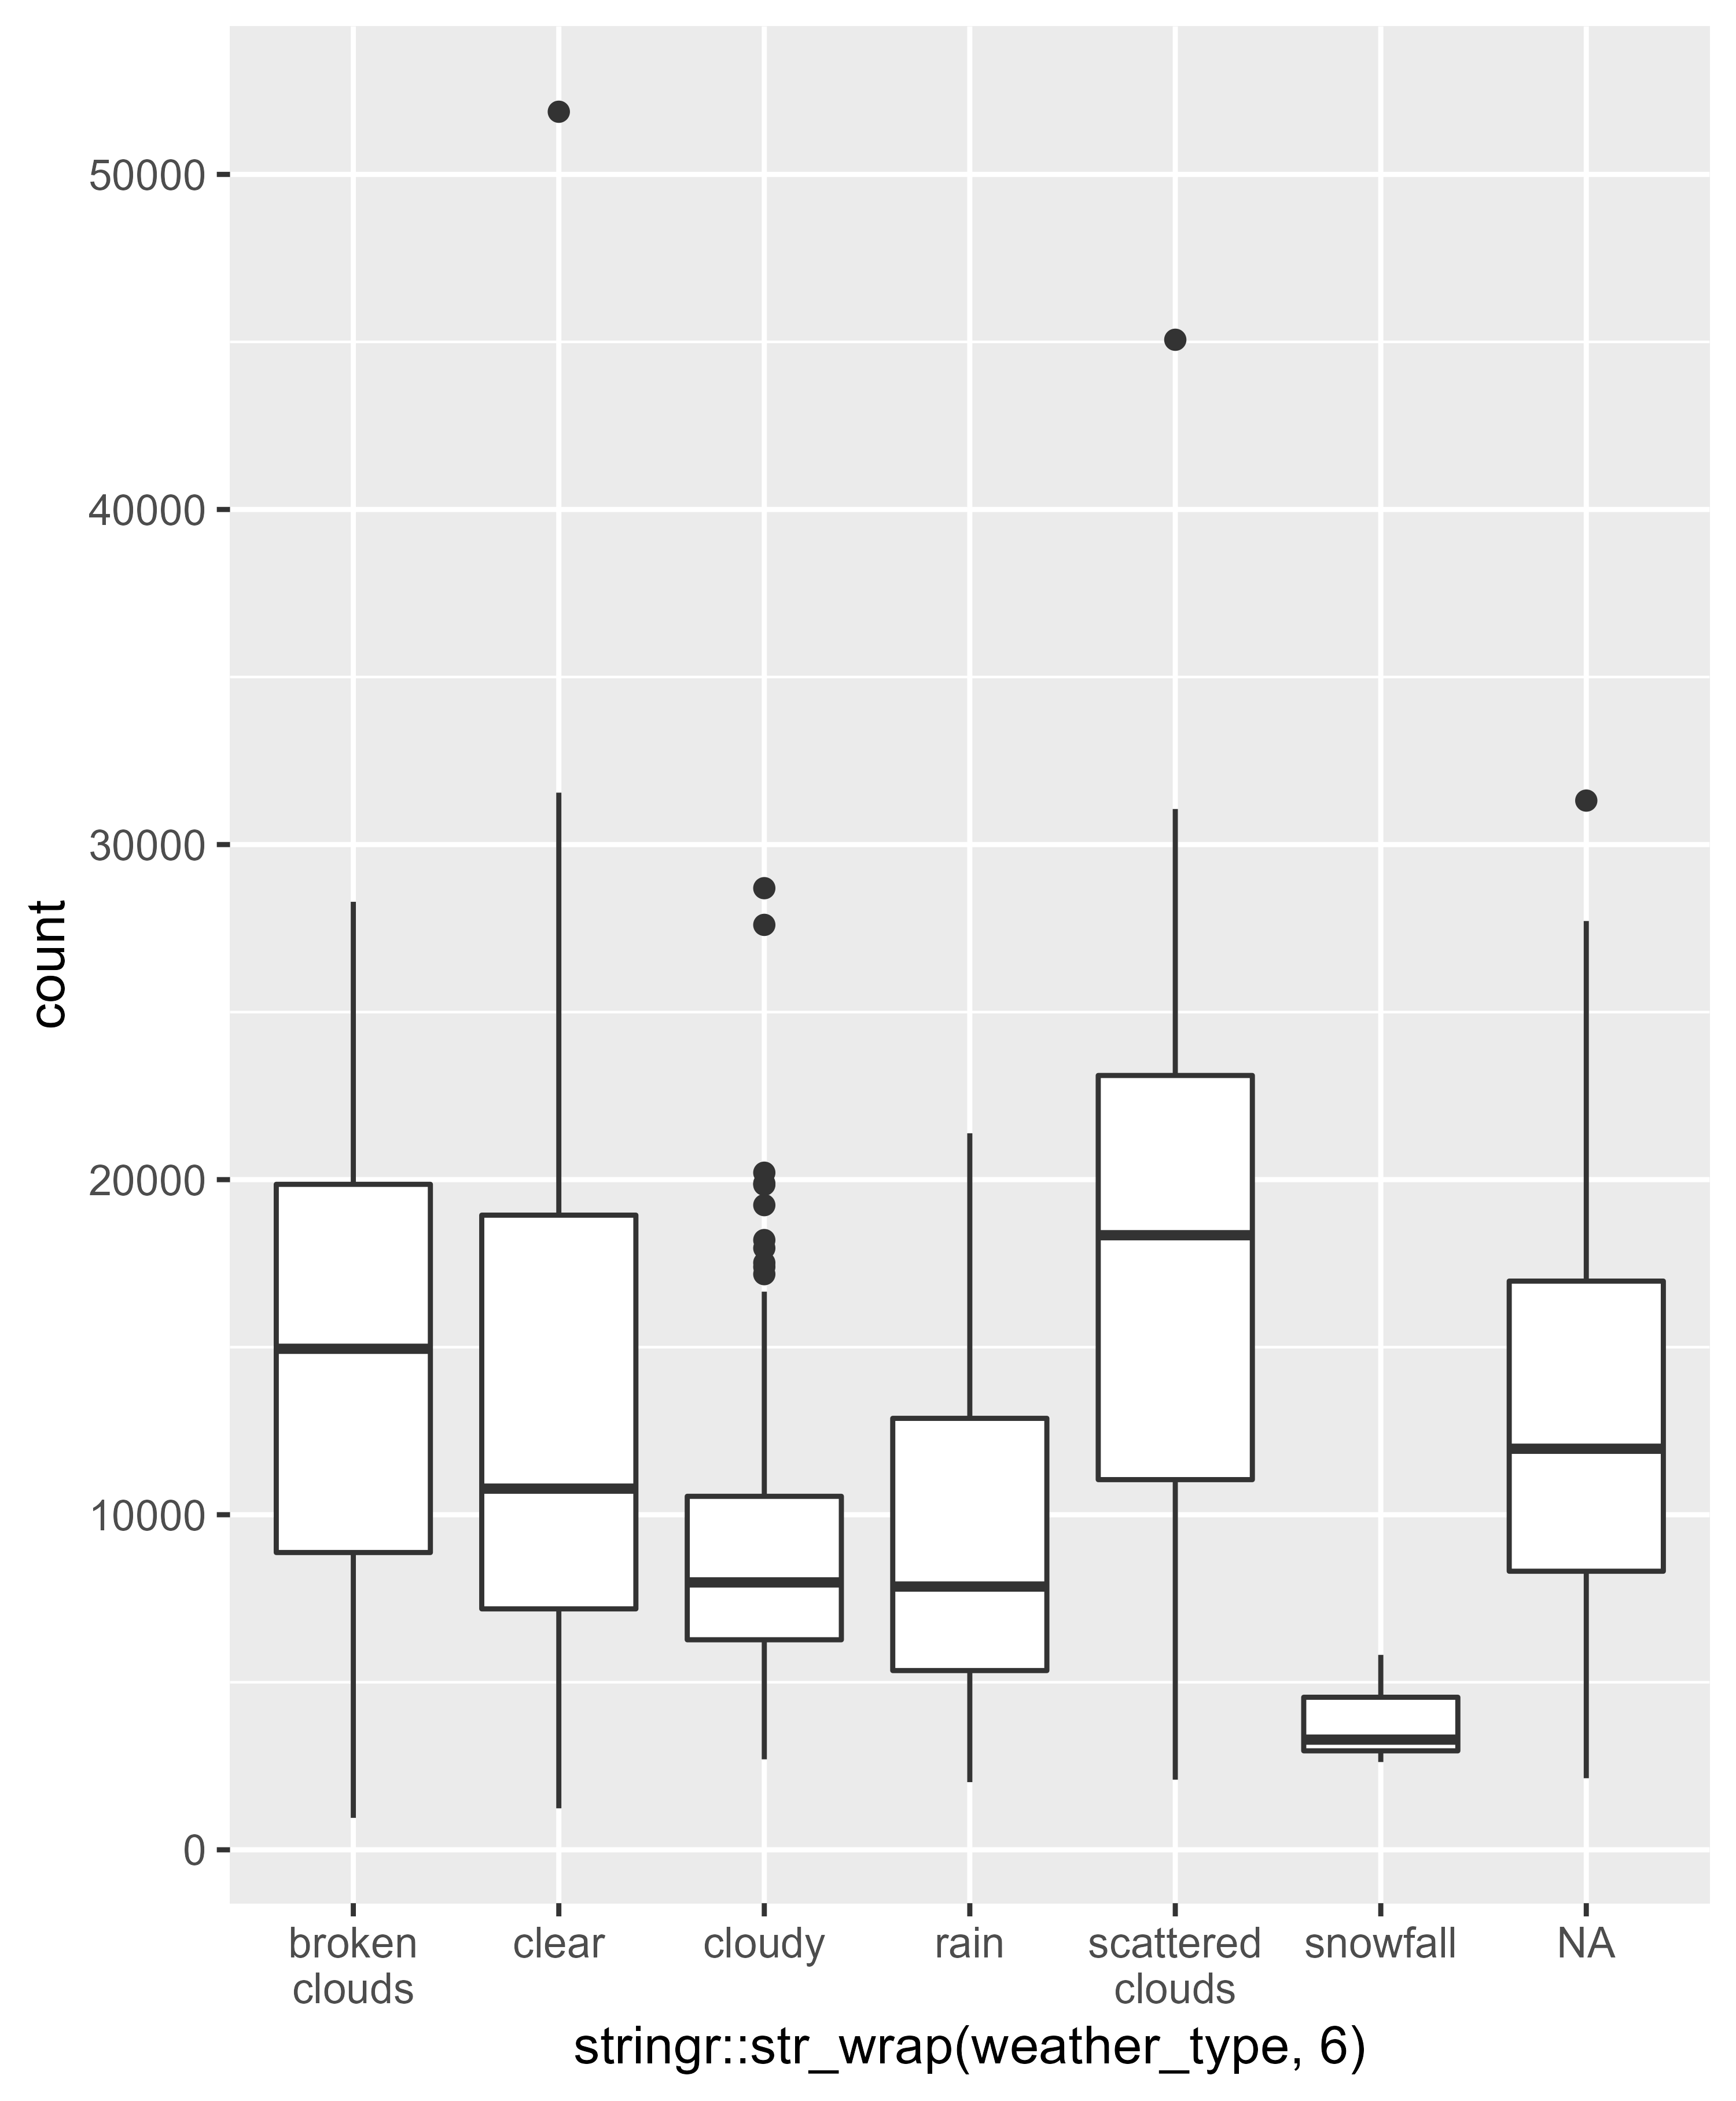 50000
40000
30000
20000
10000
0
count
broken clouds
clear
cloudy
rain
scattered clouds
snowfall
NA
stringr::str_wrap(weather_type, 6)